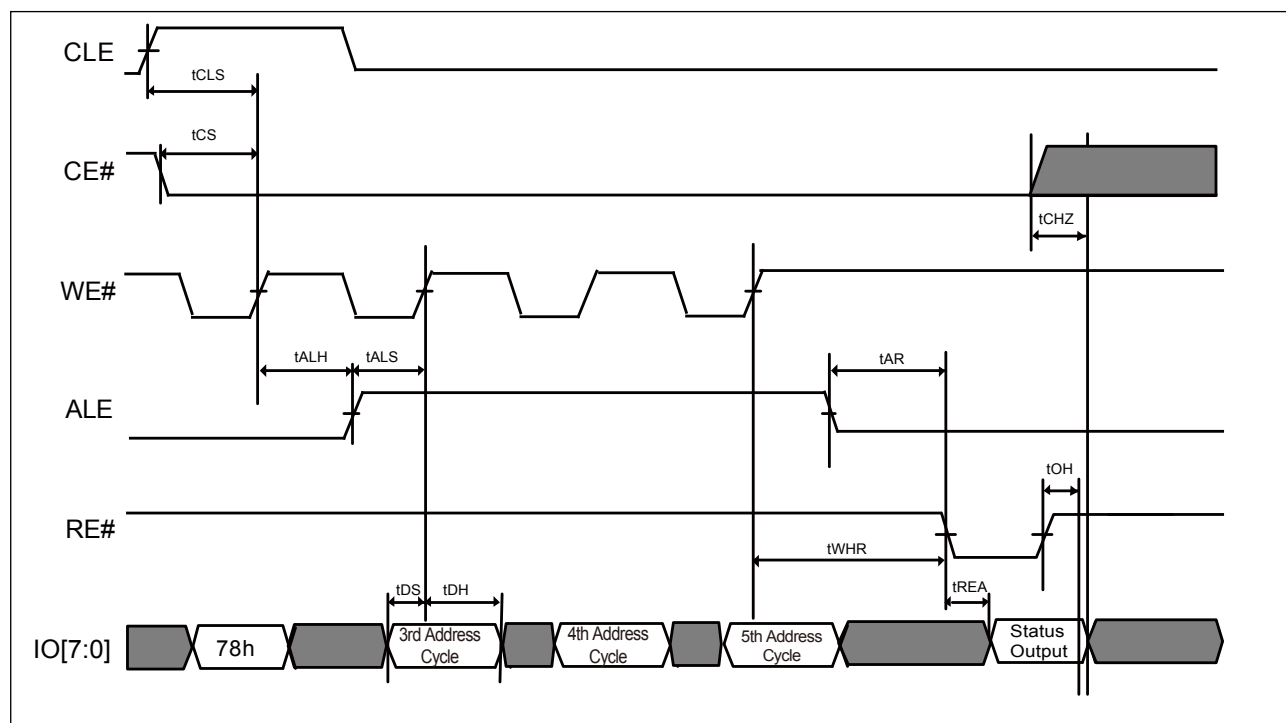 CLE
tCLS
tCS
CE#
tCHZ
WE#
tALH
tALS
tAR
ALE
tOH
RE#
tWHR
tDS
tDH
tREA
IO[7:0]
78h
3rd Address
Cycle
4th Address
Cycle
5th Address
Cycle
Status
Output